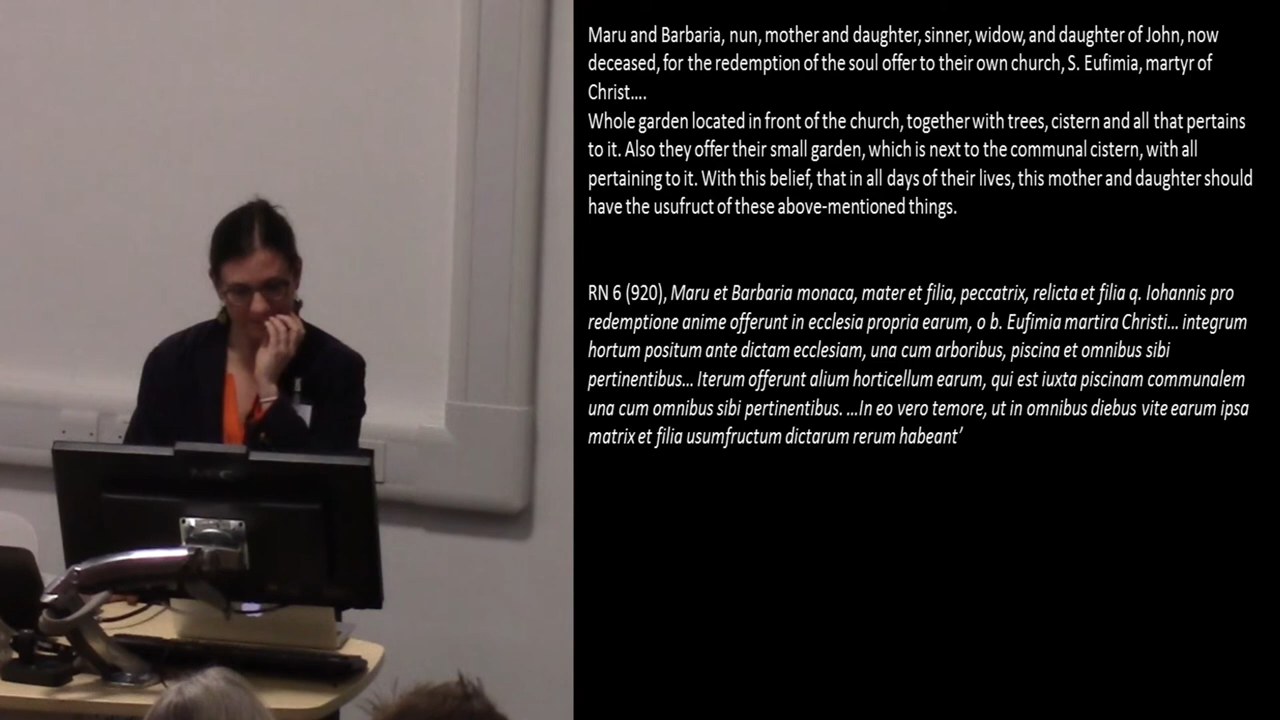 Maru and Barbaria, nun, mother and daughter, sinner, widow, and daughter of John, now
deceased, for the redemption of the soul offer to their own church, S. Eufimia, martyr of
Christ….
Whole garden located in front of the church, together with trees, cistern and all that pertains
to it. Also they offer their small garden, which is next to the communal cistern, with all
pertaining to it. With this belief, that in all days of their lives, this mother and daughter should
have the usufruct of these above-mentioned things.
RN 6 (920), Maru et Barbaria monaca, mater et filia, peccatrix, relicta et filia q. Iohannis pro
redemptione anime offerunt in ecclesia propria earum, o b. Eufimia martira Christi… integrum
hortum positum ante dictam ecclesiam, una cum arboribus, piscina et omnibus sibi
pertinentibus… Iterum offerunt alium horticellum earum, qui est iuxta piscinam communalem
una cum omnibus sibi pertinentibus. …In eo vero temore, ut in omnibus diebus vite earum ipsa
matrix et filia usumfructum dictarum rerum habeant’
NEC